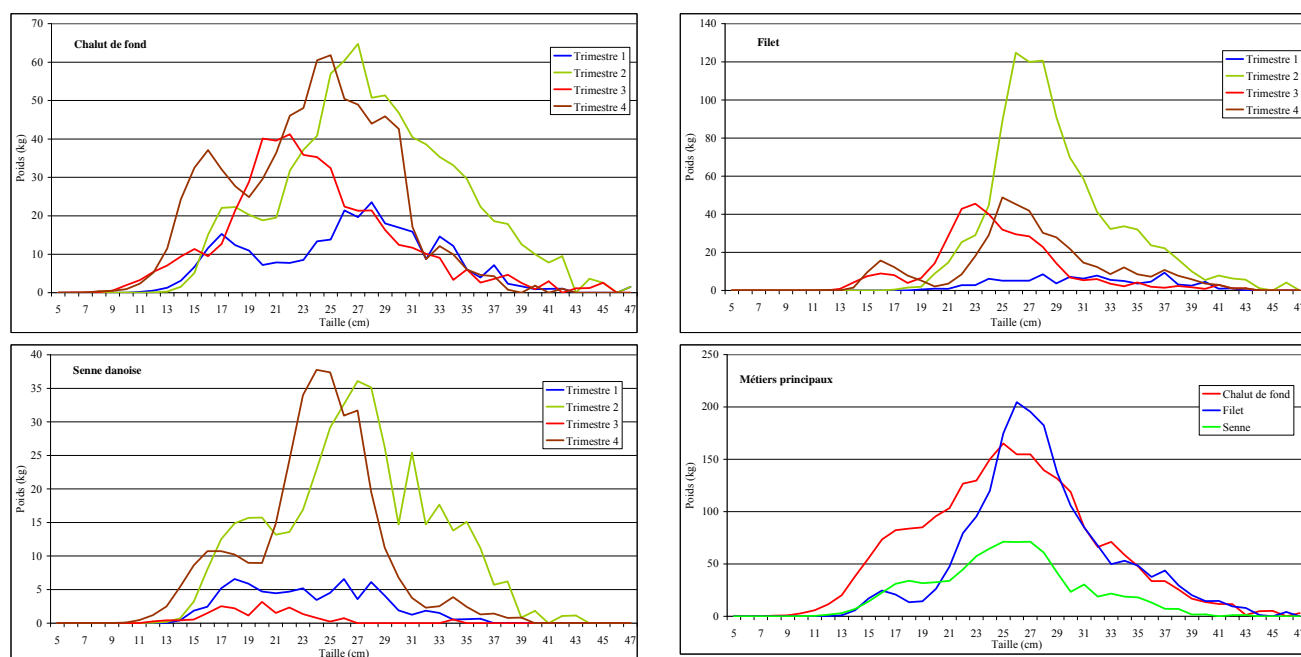 Chalut de fond
Poids (kg)
70
60
50
40
30
20
10
0
Trimestre 1
Trimestre 2
Trimestre 3
Trimestre 4
5 7 9 11 13 15 17 19 21 23 25 27 29 31 33 35 37 39 41 43 45 47
Taille (cm)
Filet
Poids (kg)
140
120
100
80
60
40
20
0
Trimestre 1
Trimestre 2
Trimestre 3
Trimestre 4
5 7 9 11 13 15 17 19 21 23 25 27 29 31 33 35 37 39 41 43 45 47
Taille (cm)
Senne danoise
Poids (kg)
40
35
30
25
20
15
10
5
0
Trimestre 1
Trimestre 2
Trimestre 3
Trimestre 4
5 7 9 11 13 15 17 19 21 23 25 27 29 31 33 35 37 39 41 43 45 47
Taille (cm)
Métiers principaux
Poids (kg)
250
200
150
100
50
0
Chalut de fond
Filet
Senne
5 7 9 11 13 15 17 19 21 23 25 27 29 31 33 35 37 39 41 43 45 47
Taille (cm)